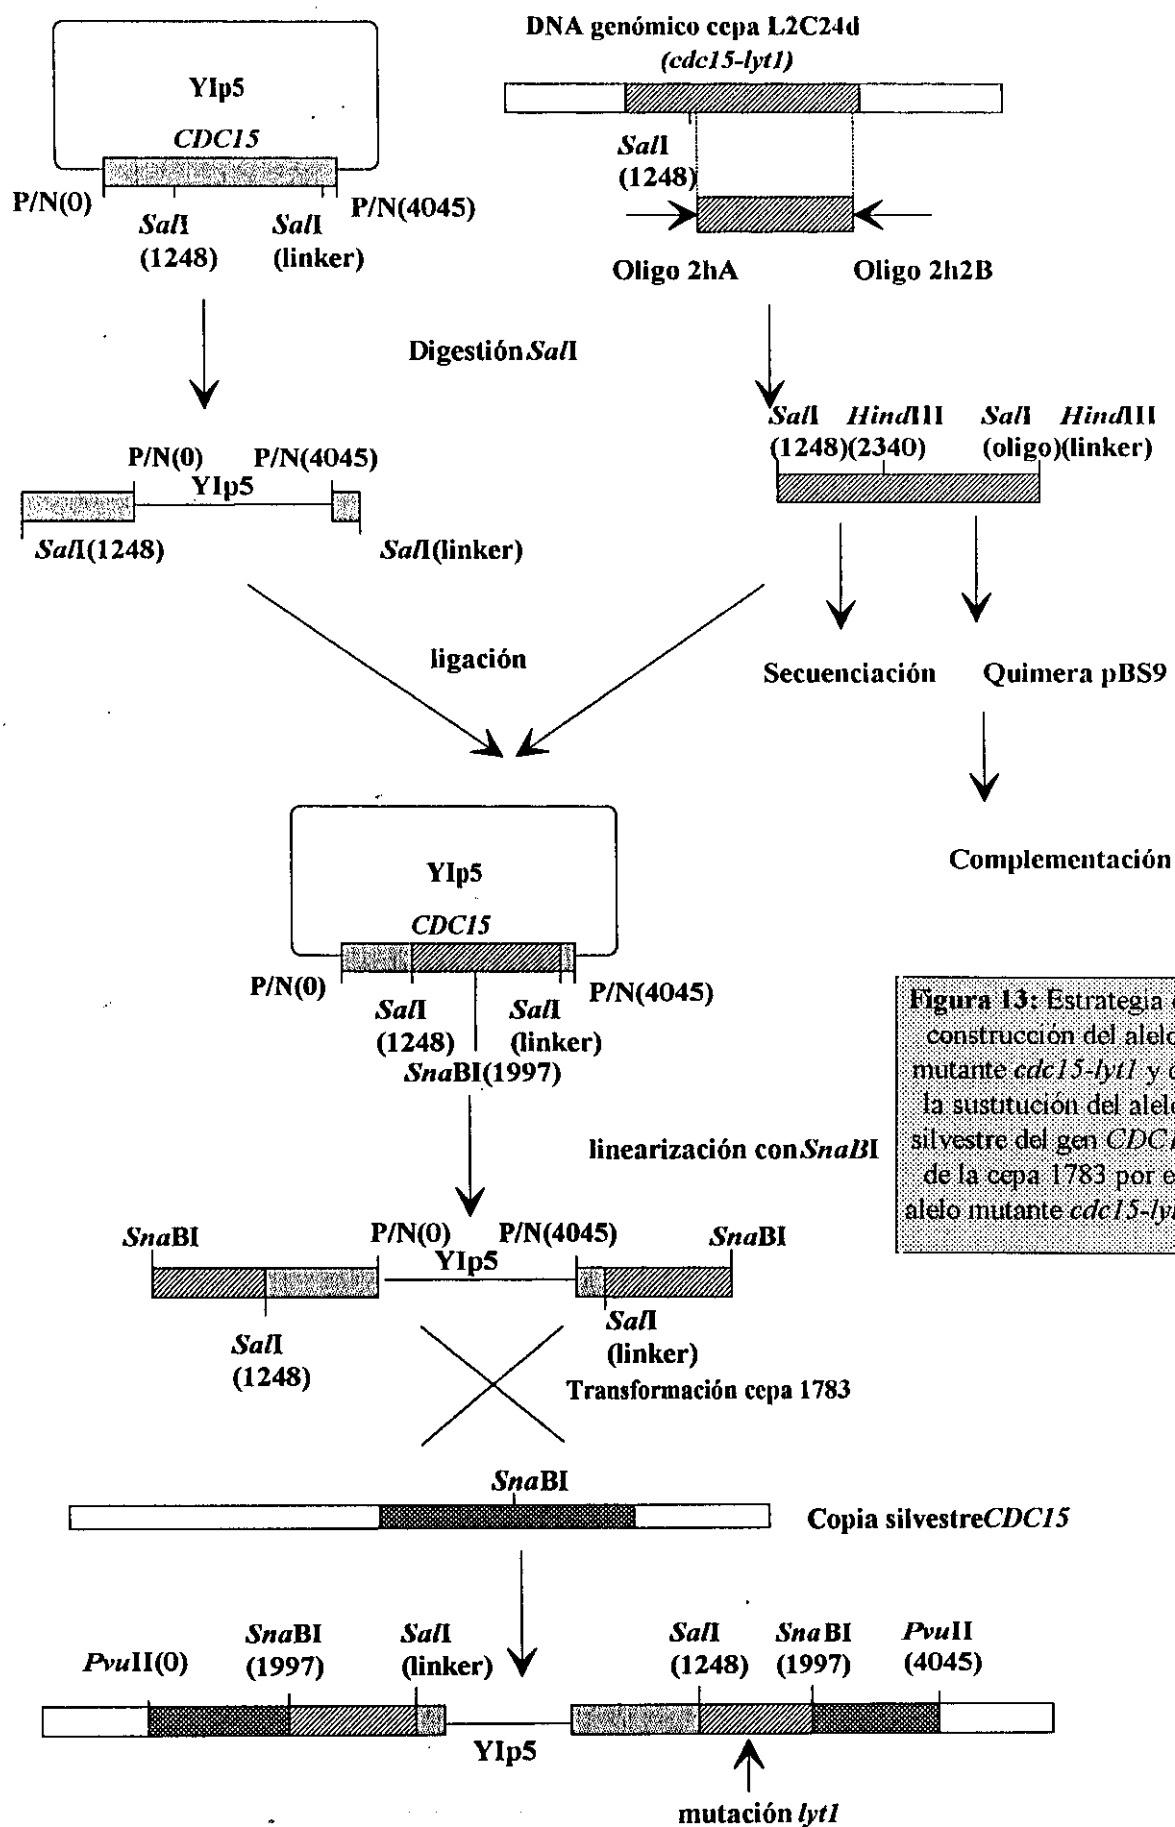 DNA genómico cepa L2C24d
(cdc15-lyt1)
YIp5
CDC15
P/N(0)
P/N(4045)
SalI
(1248)
SalI
(linker)
SalI
(1248)
Oligo 2hA
Oligo 2h2B
Digestión SalI
P/N(0)
P/N(4045)
YIp5
SalI(1248)
SalI(linker)
SalI
(1248)
HindIII
(2340)
SalI
(oligo)
HindIII
(linker)
ligación
Secuenciación
Quimera pBS9
Complementación
YIp5
CDC15
P/N(0)
P/N(4045)
SalI
(1248)
SalI
(linker)
SnaBI(1997)
Figura 13: Estrategia
construcción del alelo
mutante cdc15-lyt1 y
la sustitución del alelo
silvestre del gen
de la cepa 1783 por
alelo mutante
linearización con SnaBI
SnaBI
P/N(0)
P/N(4045)
SnaBI
YIp5
SalI
(1248)
SalI
(linker)
Transformación cepa 1783
SnaBI
Copia silvestre CDC15
PvuII(0)
SnaBI
(1997)
SalI
(linker)
SalI
(1248)
SnaBI
(1997)
PvuII
(4045)
YIp5
mutación lyt1